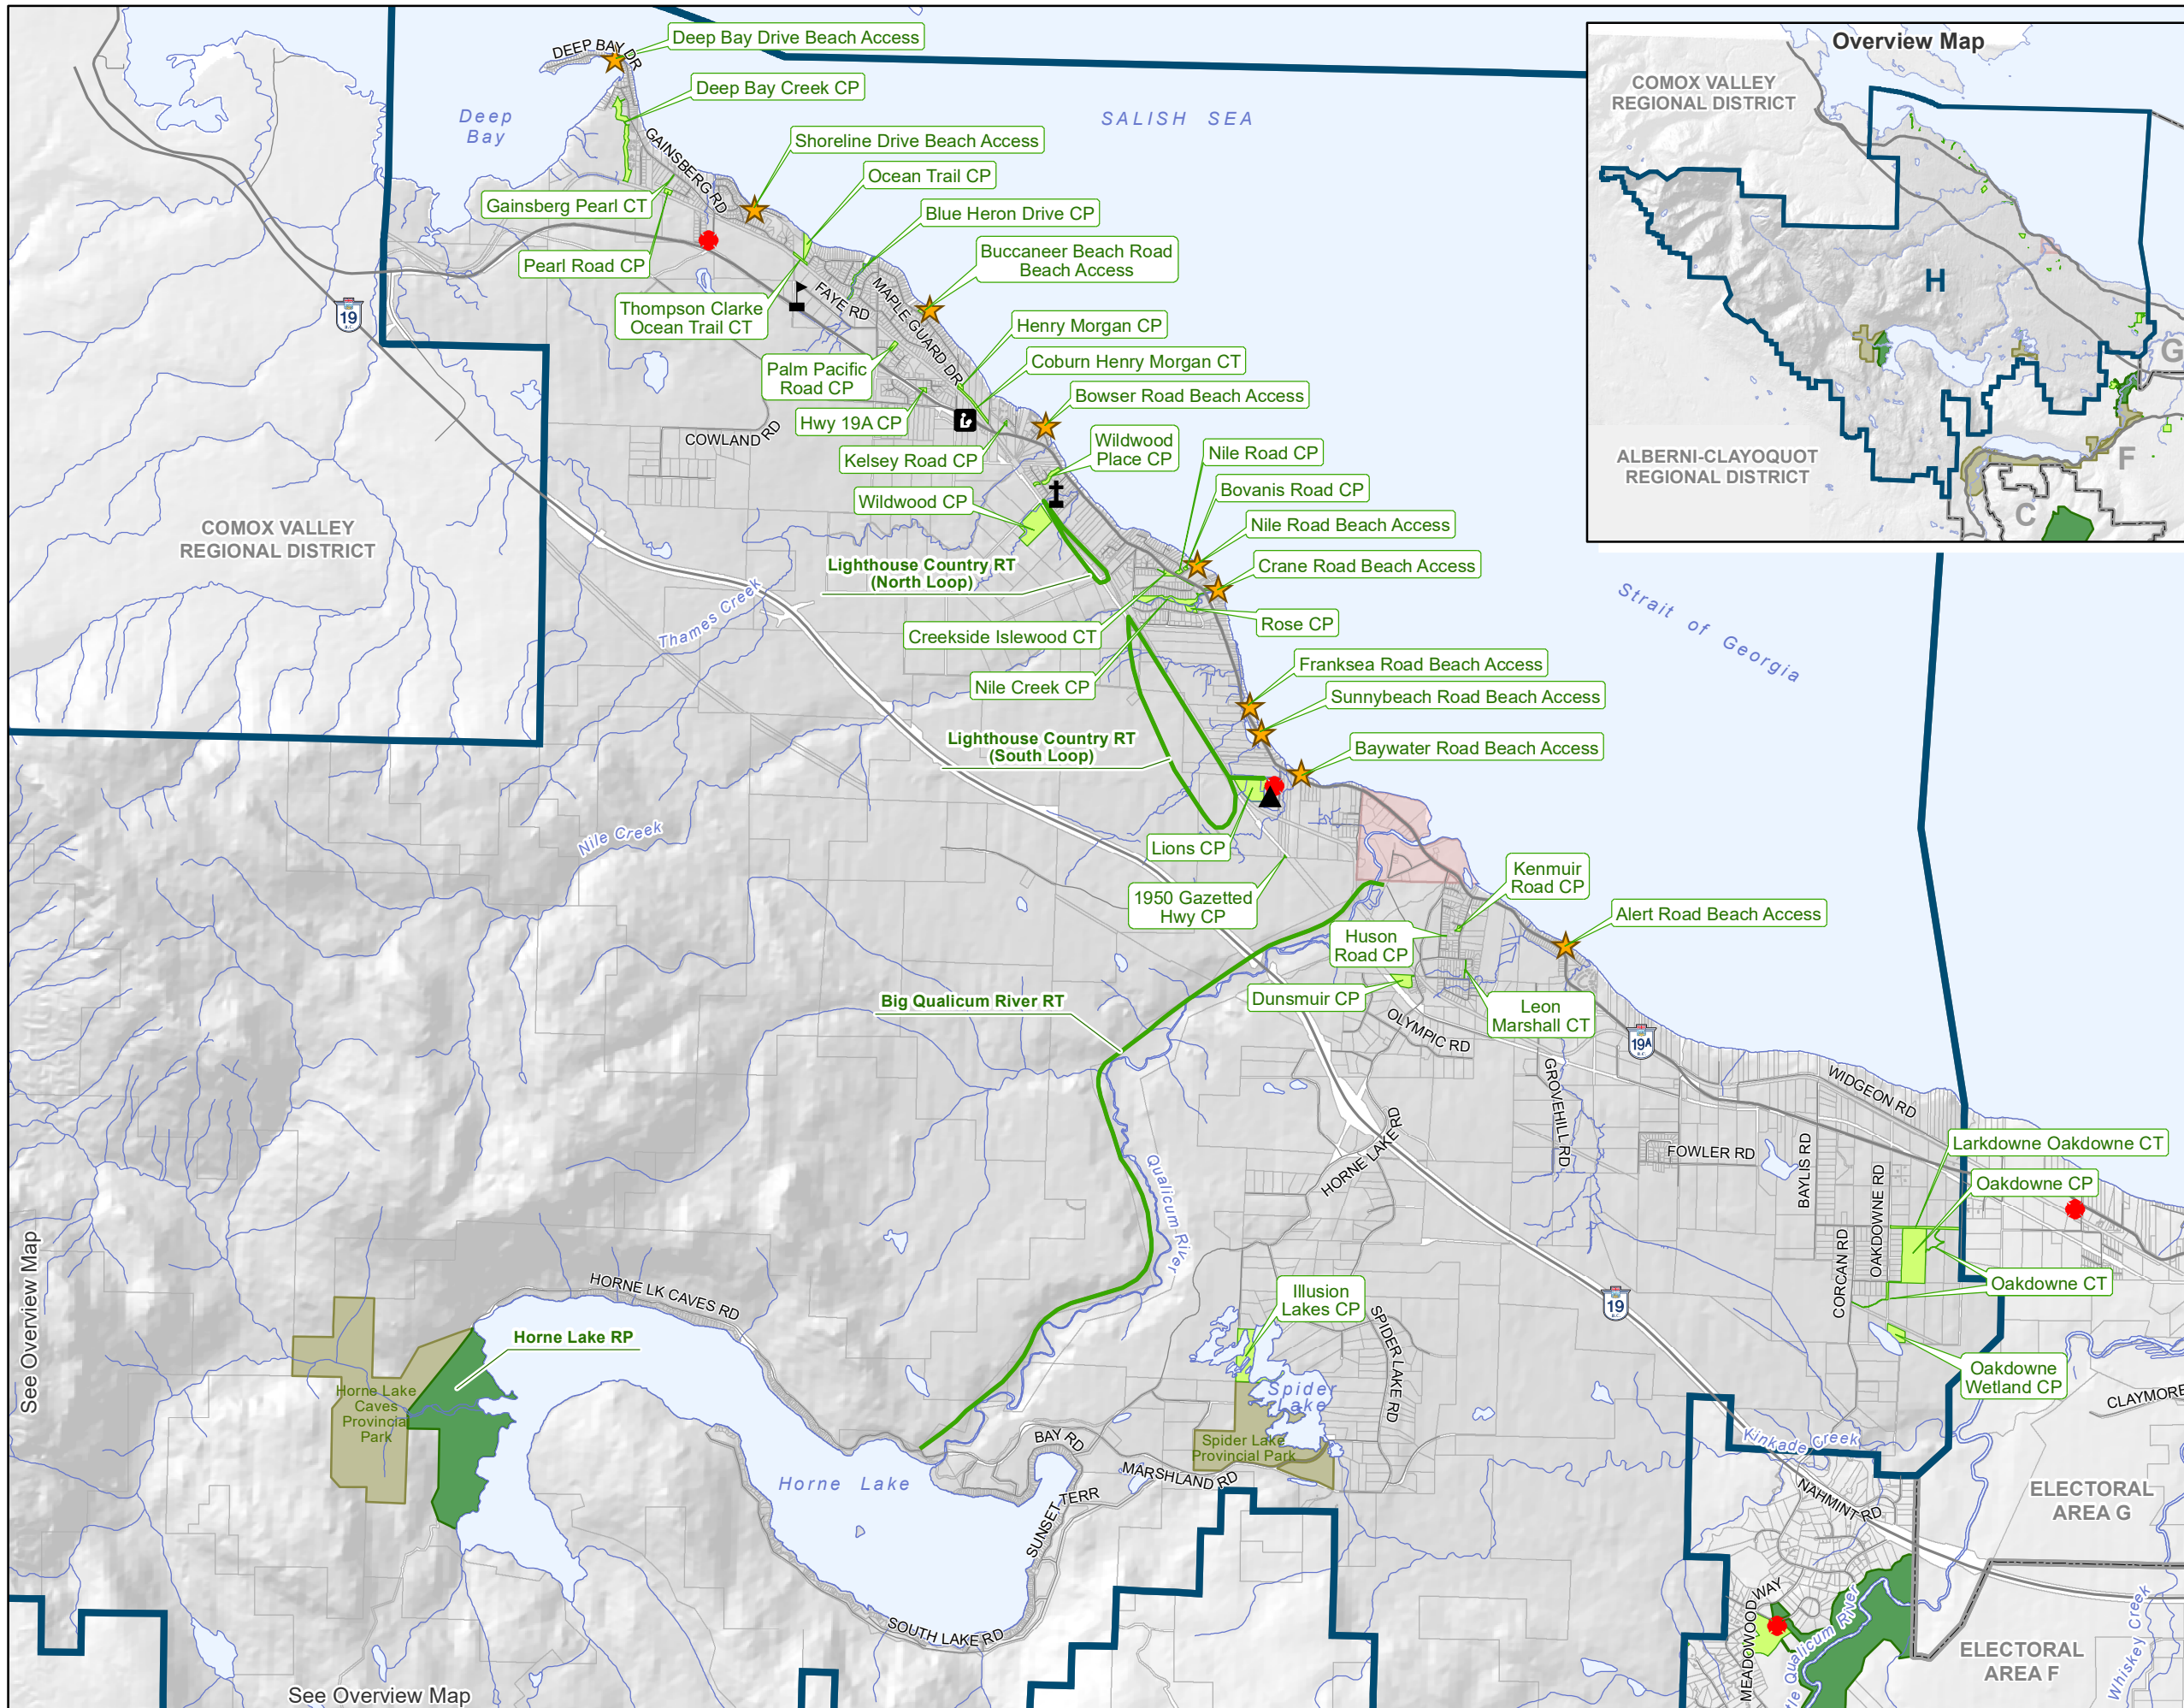 Overview Map
COMOX VALLEY
REGIONAL DISTRICT
H
G
F
C
ALBERNI-CLAYOQUOT
REGIONAL DISTRICT
DEEP BAY DR
Deep Bay Drive Beach Access
Deep Bay Creek CP
Deep
Bay
SALISH SEA
GAINSBERG RD
Shoreline Drive Beach Access
Ocean Trail CP
Gainsberg Pearl CT
Blue Heron Drive CP
Pearl Road CP
Buccaneer Beach Road
Beach Access
MAPLE GUARD DR
FAYE RD
Thompson Clarke
Ocean Trail CT
19
B.C.
Henry Morgan CP
Coburn Henry Morgan CT
Palm Pacific
Road CP
Bowser Road Beach Access
Hwy 19A CP
COWLAND RD
Kelsey Road CP
Wildwood
Place CP
Nile Road CP
Wildwood CP
Bovanis Road CP
Nile Road Beach Access
COMOX VALLEY
REGIONAL DISTRICT
Lighthouse Country RT
(North Loop)
Crane Road Beach Access
Thames Creek
Rose CP
Creekside Islewood CT
Strait of Georgia
Franksea Road Beach Access
Nile Creek CP
Sunnybeach Road Beach Access
Lighthouse Country RT
(South Loop)
Baywater Road Beach Access
Nile Creek
Lions CP
Kenmuir
Road CP
1950 Gazetted
Hwy CP
Alert Road Beach Access
Huson
Road CP
Dunsmuir CP
Leon
Marshall CT
Big Qualicum River RT
OLYMPIC RD
19A
B.C.
GROVEHILL RD
WIDGEON RD
HORNE LAKE RD
FOWLER RD
BAYLIS RD
OAKDOWNE RD
CORCAN RD
Larkdowne Oakdowne CT
Oakdowne CP
Qualicum River
Oakdowne CT
19
B.C.
HORNE LK CAVES RD
Illusion
Lakes CP
SPIDER LAKE RD
See Overview Map
Horne Lake RP
Oakdowne
Wetland CP
Horne Lake
Caves
Provincial
Park
Spider
Lake
CLAYMORE
Spider Lake
Provincial Park
BAY RD
MARSHLAND RD
Kinkade Creek
Horne Lake
SUNSET TERR
NAHMINT RD
ELECTORAL
AREA G
SOUTH LAKE RD
MEADOWOOD WAY
Qualicum River
ELECTORAL
AREA F
Whiskey Creek
See Overview Map